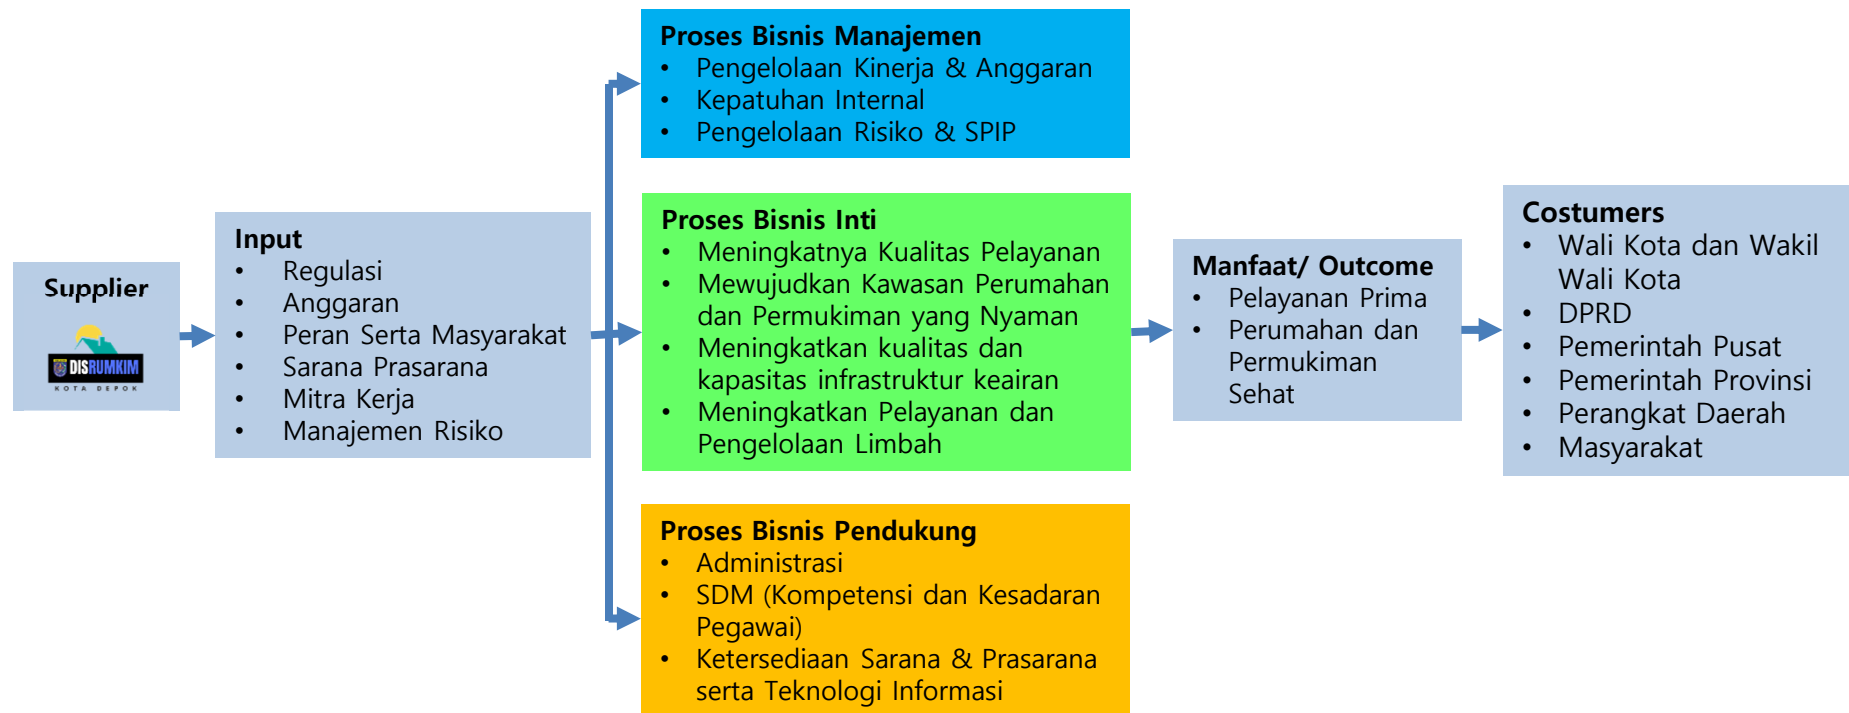 Supplier
DISRUMKIM
KOTA DEPOK
Input
• Regulasi
• Anggaran
• Peran Serta Masyarakat
• Sarana Prasarana
• Mitra Kerja
• Manajemen Risiko
Proses Bisnis Manajemen
• Pengelolaan Kinerja & Anggaran
• Kepatuhan Internal
• Pengelolaan Risiko & SPIP
Proses Bisnis Inti
• Meningkatnya Kualitas Pelayanan
• Mewujudkan Kawasan Perumahan
dan Permukiman yang Nyaman
• Meningkatkan kualitas dan
kapasitas infrastruktur keairan
• Meningkatkan Pelayanan dan
Pengelolaan Limbah
Proses Bisnis Pendukung
• Administrasi
• SDM (Kompetensi dan Kesadaran
Pegawai)
• Ketersediaan Sarana & Prasarana
serta Teknologi Informasi
Manfaat/ Outcome
• Pelayanan Prima
• Perumahan dan
Permukiman
Sehat
Costumers
• Wali Kota dan Wakil
Wali Kota
• DPRD
• Pemerintah Pusat
• Pemerintah Provinsi
• Perangkat Daerah
• Masyarakat